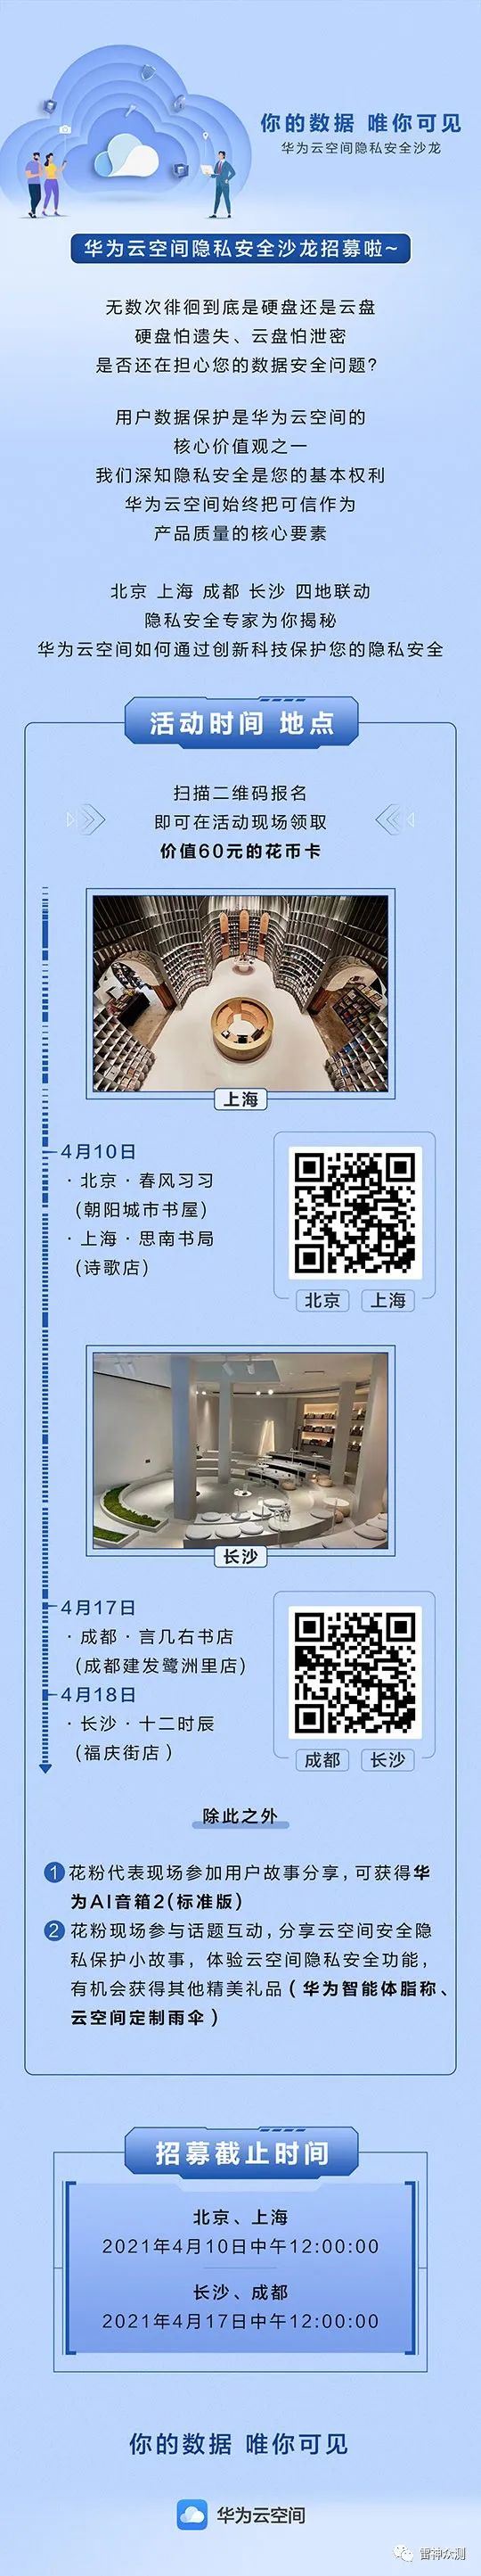 你的数据 唯你可见
华为云空间隐私安全沙龙
华为云空间隐私安全沙龙招募啦~
无数次徘徊到底是硬盘还是云盘
硬盘怕遗失、云盘怕泄密
是否还在担心您的数据安全问题?
用户数据保护是华为云空间的
核心价值观之一
我们深知隐私安全是您的基本权利
华为云空间始终把可信作为
产品质量的核心要素
北京 上海 成都 长沙 四地联动
隐私安全专家为你揭秘
华为云空间如何通过创新科技保护您的隐私安全
活动时间 地点
扫描二维码报名
即可在活动现场领取
价值60元的花币卡
上海
4月10日
·北京·春风习习
(朝阳城市书屋)
·上海·思南书局
(诗歌店)
北京 上海
长沙
4月17日
·成都·言几右书店
(成都建发鹭洲里店)
4月18日
·长沙·十二时辰
(福庆街店)
成都 长沙
除此之外
1 花粉代表现场参加用户故事分享,可获得华
为AI音箱2(标准版)
2 花粉现场参与话题互动,分享云空间安全隐
私保护小故事，体验云空间隐私安全功能,
有机会获得其他精美礼品(华为智能体脂称、
云空间定制雨伞)
招募截止时间
北京、上海
2021年4月10日中午12:00:00
长沙、成都
2021年4月17日中午12:00:00
你的数据 唯你可见
华为云空间
雷神众测